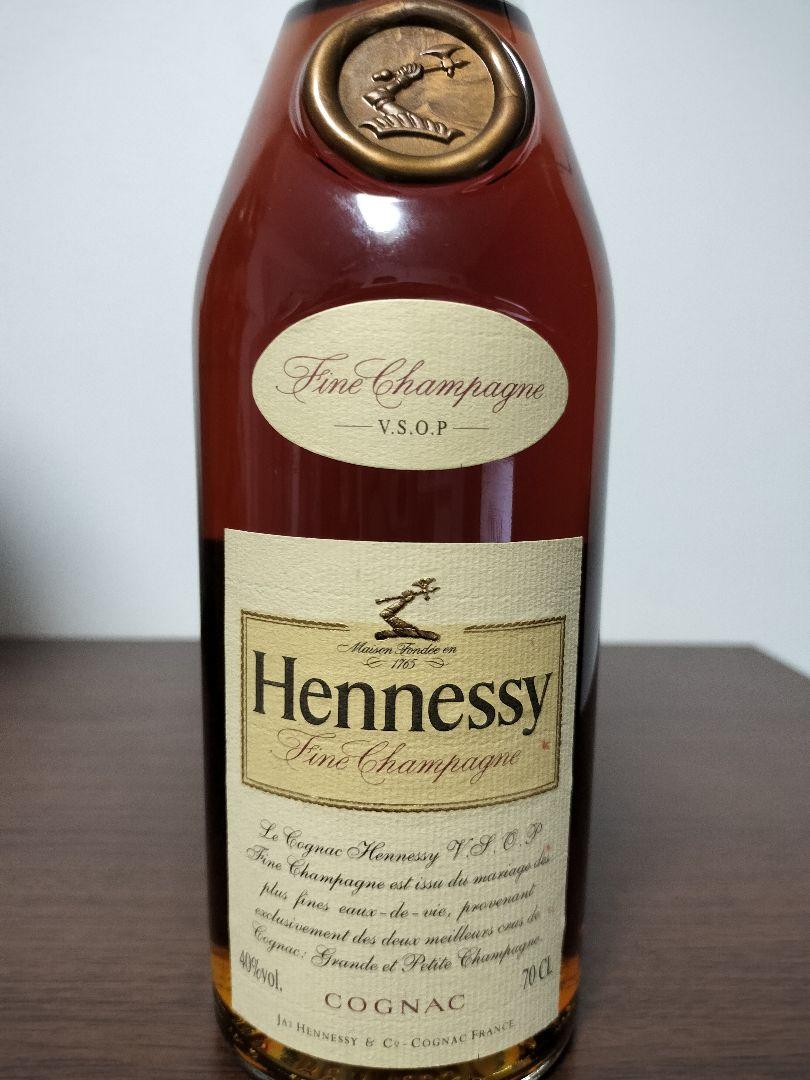 Fine Champagne
V.S.O.P
Maison Fondée en
1765
Hennessy
Fine Champagne
Le Cognac Hennessy V.S.O.P
Fine Champagne est issu du mariage des
plus fines eaux-de-vie, provenant
exclusivement des deux meilleurs crus de
Cognac: Grande et Petite Champagne.
40%vol. 70 CL
COGNAC
JAS HENNESSY & Cº - COGNAC FRANCE